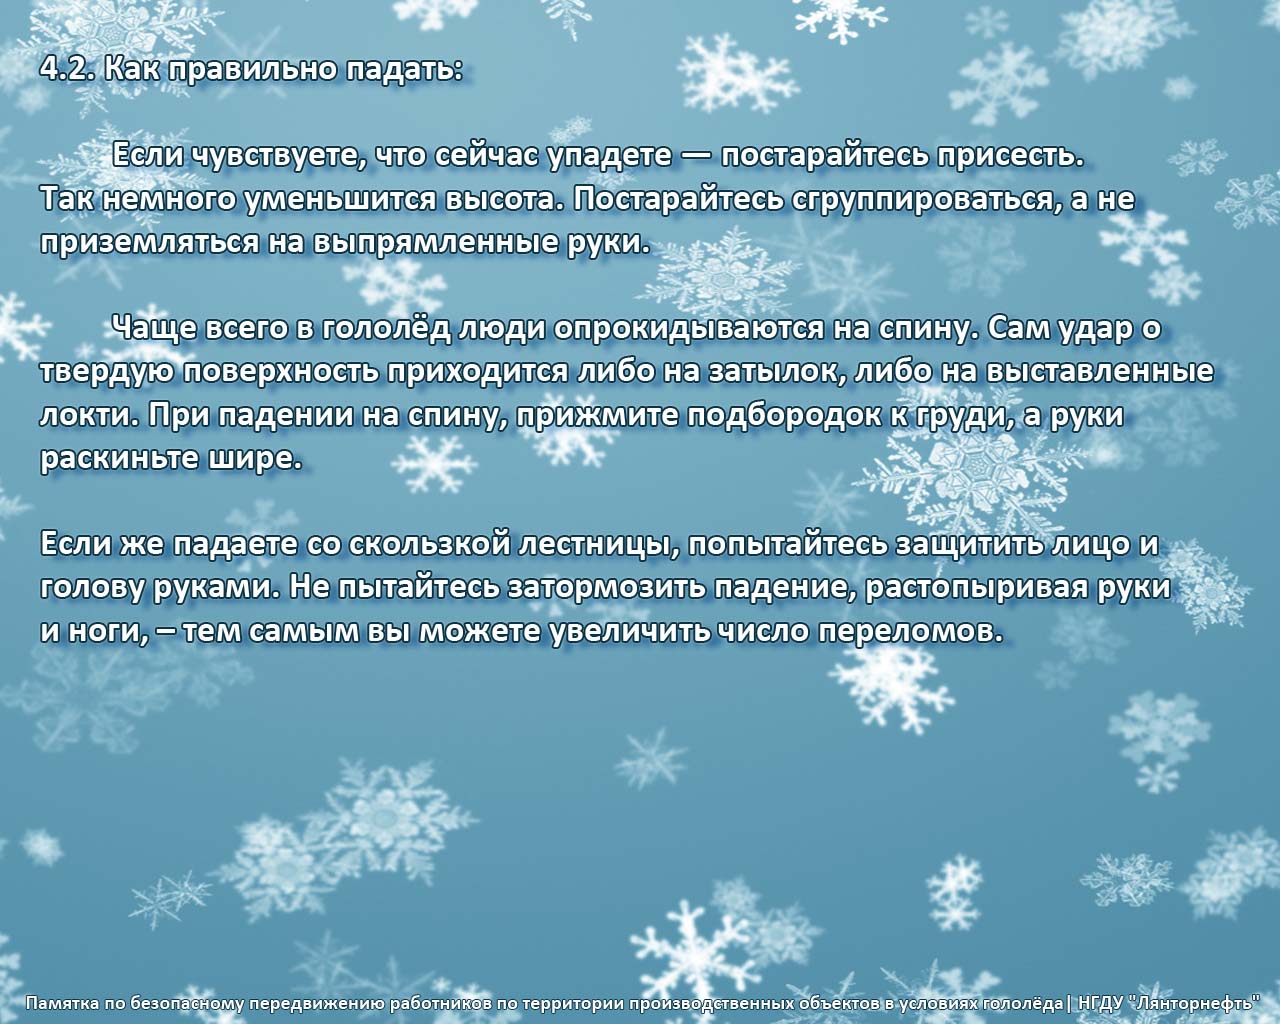 4.2. Как правильно падать:
Если чувствуете, что сейчас упадете — постарайтесь присесть.
Так немного уменьшится высота. Постарайтесь сгруппироваться, а не
приземляться на выпрямленные руки.
Чаще всего в гололёд люди опрокидываются на спину. Сам удар о
твердую поверхность приходится либо на затылок, либо на выставленные
локти. При падении на спину, прижмите подбородок к груди, а руки
раскиньте шире.
Если же падаете со скользкой лестницы, попытайтесь защитить лицо и
голову руками. Не пытайтесь затормозить падение, растопыривая руки
и ноги, – тем самым вы можете увеличить число переломов.
Памятка по безопасному передвижению работников по территории производственных объектов в условиях гололёда| НГДУ "Лянторнефть"